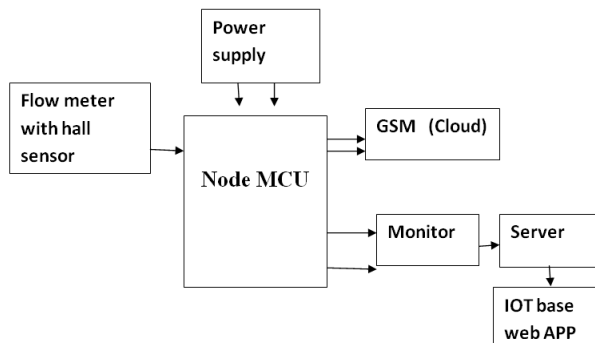 Power
supply
Flow meter
with hall
sensor
GSM (Cloud)
Node MCU
Monitor
Server
IOT base
web APP